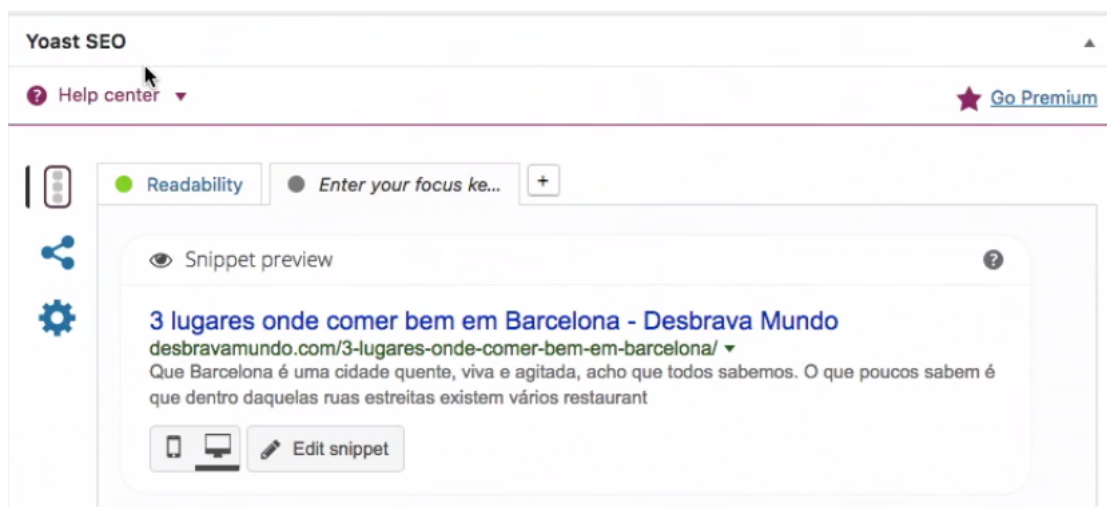 Yoast SEO
Help center
Go Premium
Readability
Enter your focus ke...
+
Snippet preview
3 lugares onde comer bem em Barcelona - Desbrava Mundo
desbravamundo.com/3-lugares-onde-comer-bem-em-barcelona/
Que Barcelona é uma cidade quente, viva e agitada, acho que todos sabemos. O que poucos sabem é
que dentro daquelas ruas estreitas existem vários restaurant
Edit snippet